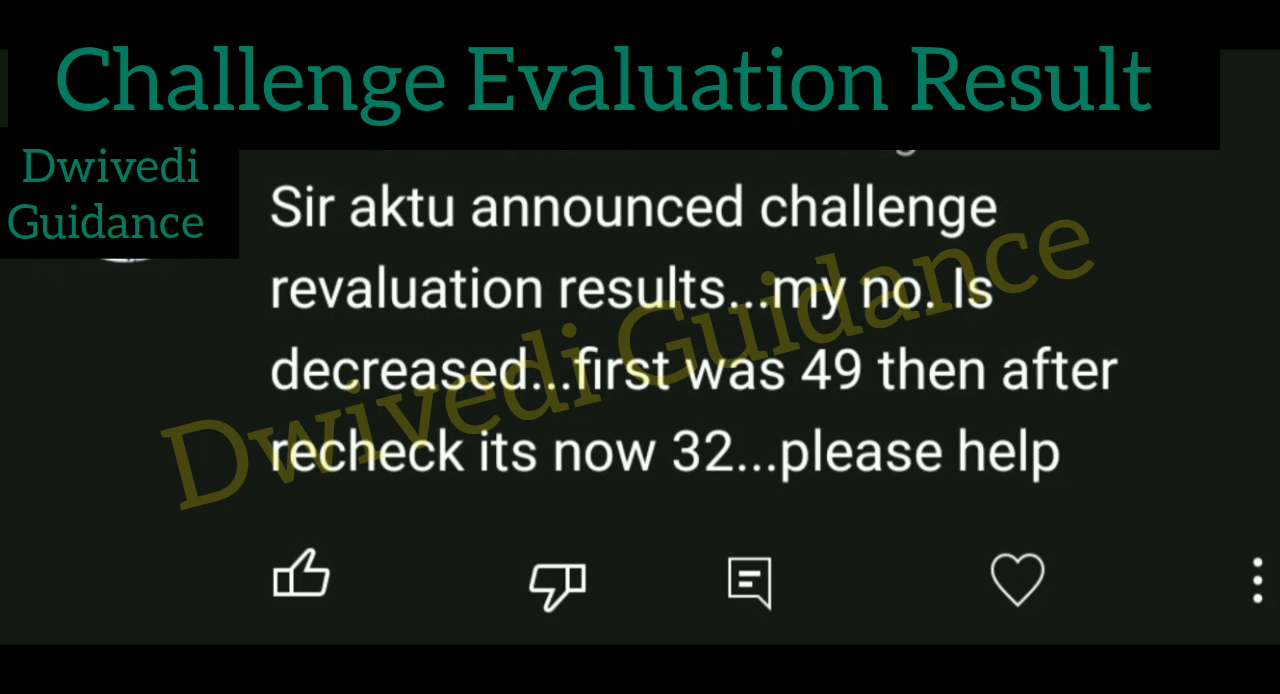 Challenge Evaluation Result
Dwivedi
Guidance
Sir aktu announced challenge
revaluation results...my no. Is
decreased...first was 49 then after
recheck its now 32...please help
Dwivedi Guidance